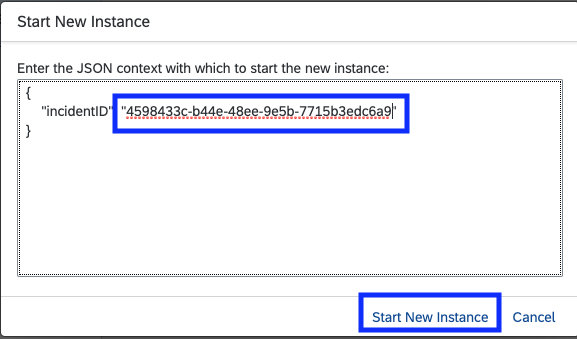 Start New Instance
Enter the JSON context with which to start the new instance:
{
"incidentID" "4598433c-b44e-48ee-9e5b-7715b3edc6a9"
}
Start New Instance Cancel